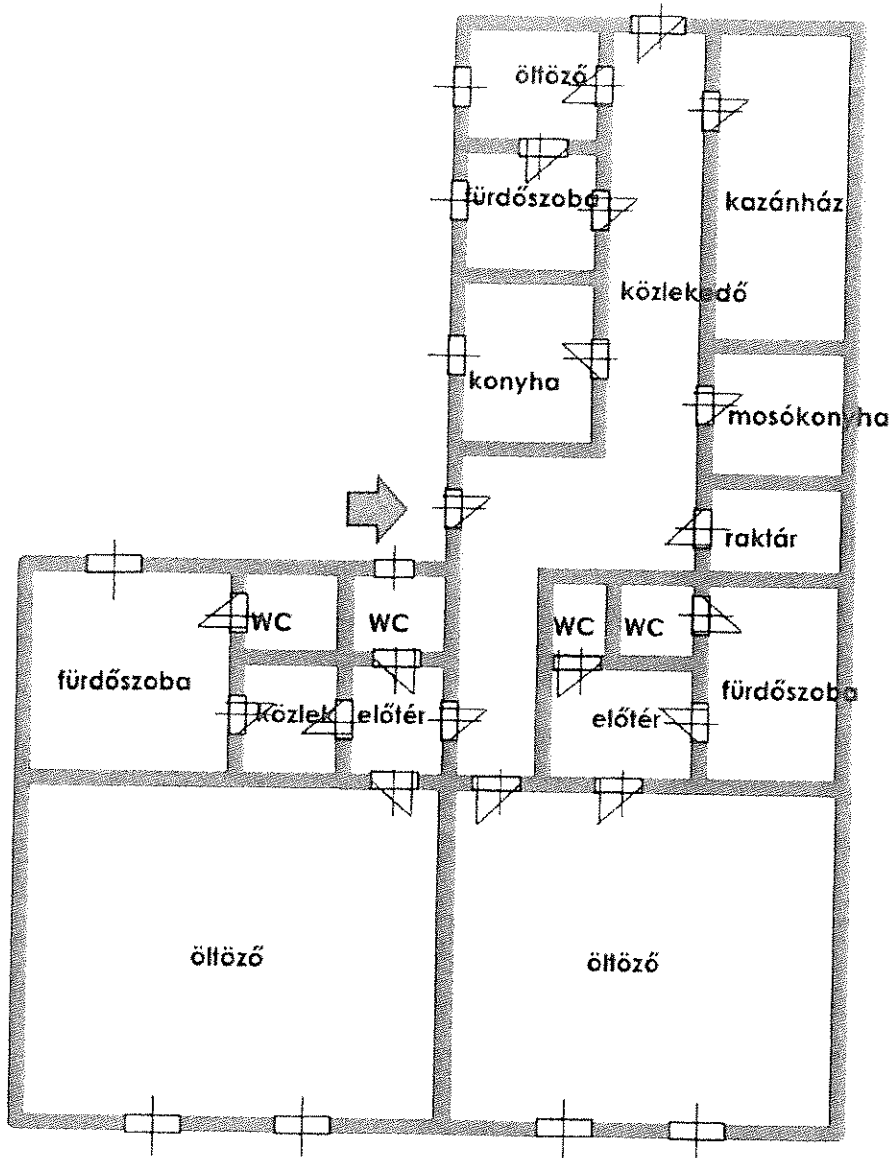 öltöző
fürdőszoba
kazánház
közlekedő
konyha
mosókonyha
raktár
WC
WC
WC
WC
fürdőszoba
közlek
előtér
előtér
fürdőszoba
öltöző
öltöző